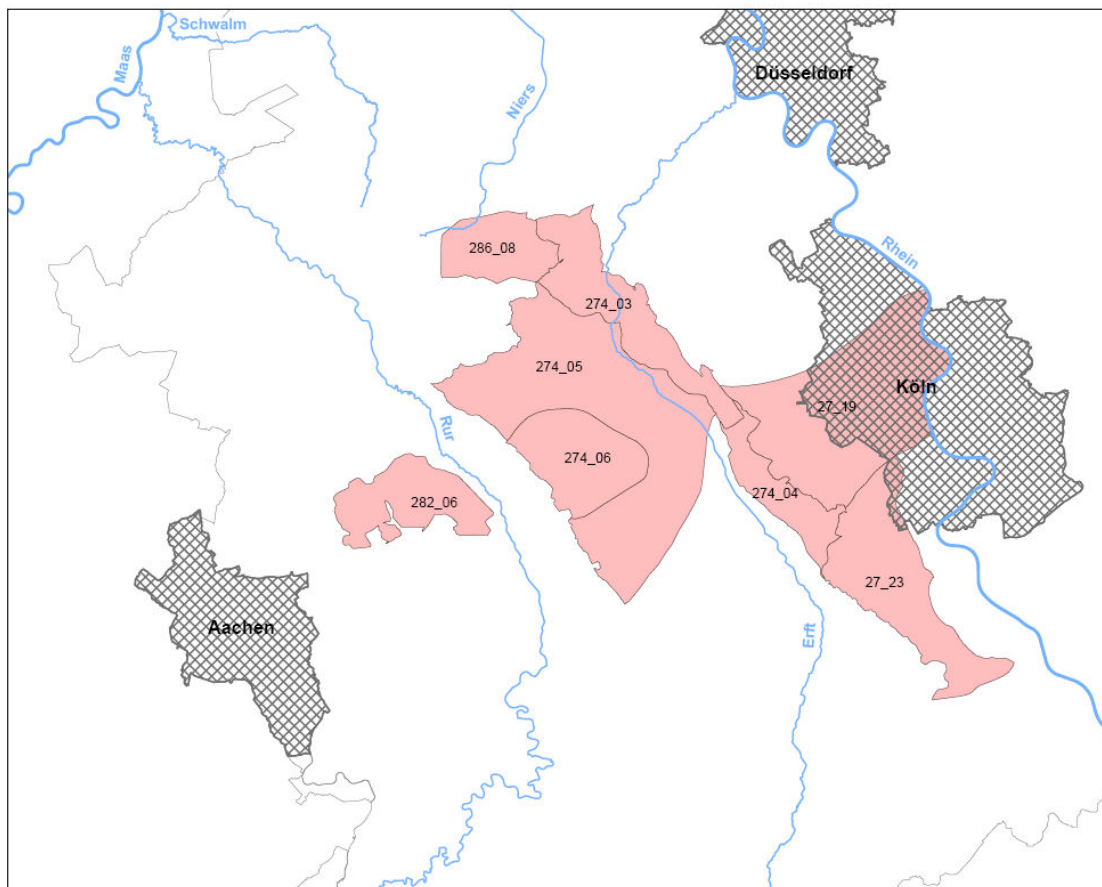 Schwalm
Maas
Niers
Düsseldorf
Rhein
286_08
274_03
274_05
Köln
27_19
Rur
274_06
274_04
282_06
27_23
Aachen
Erft